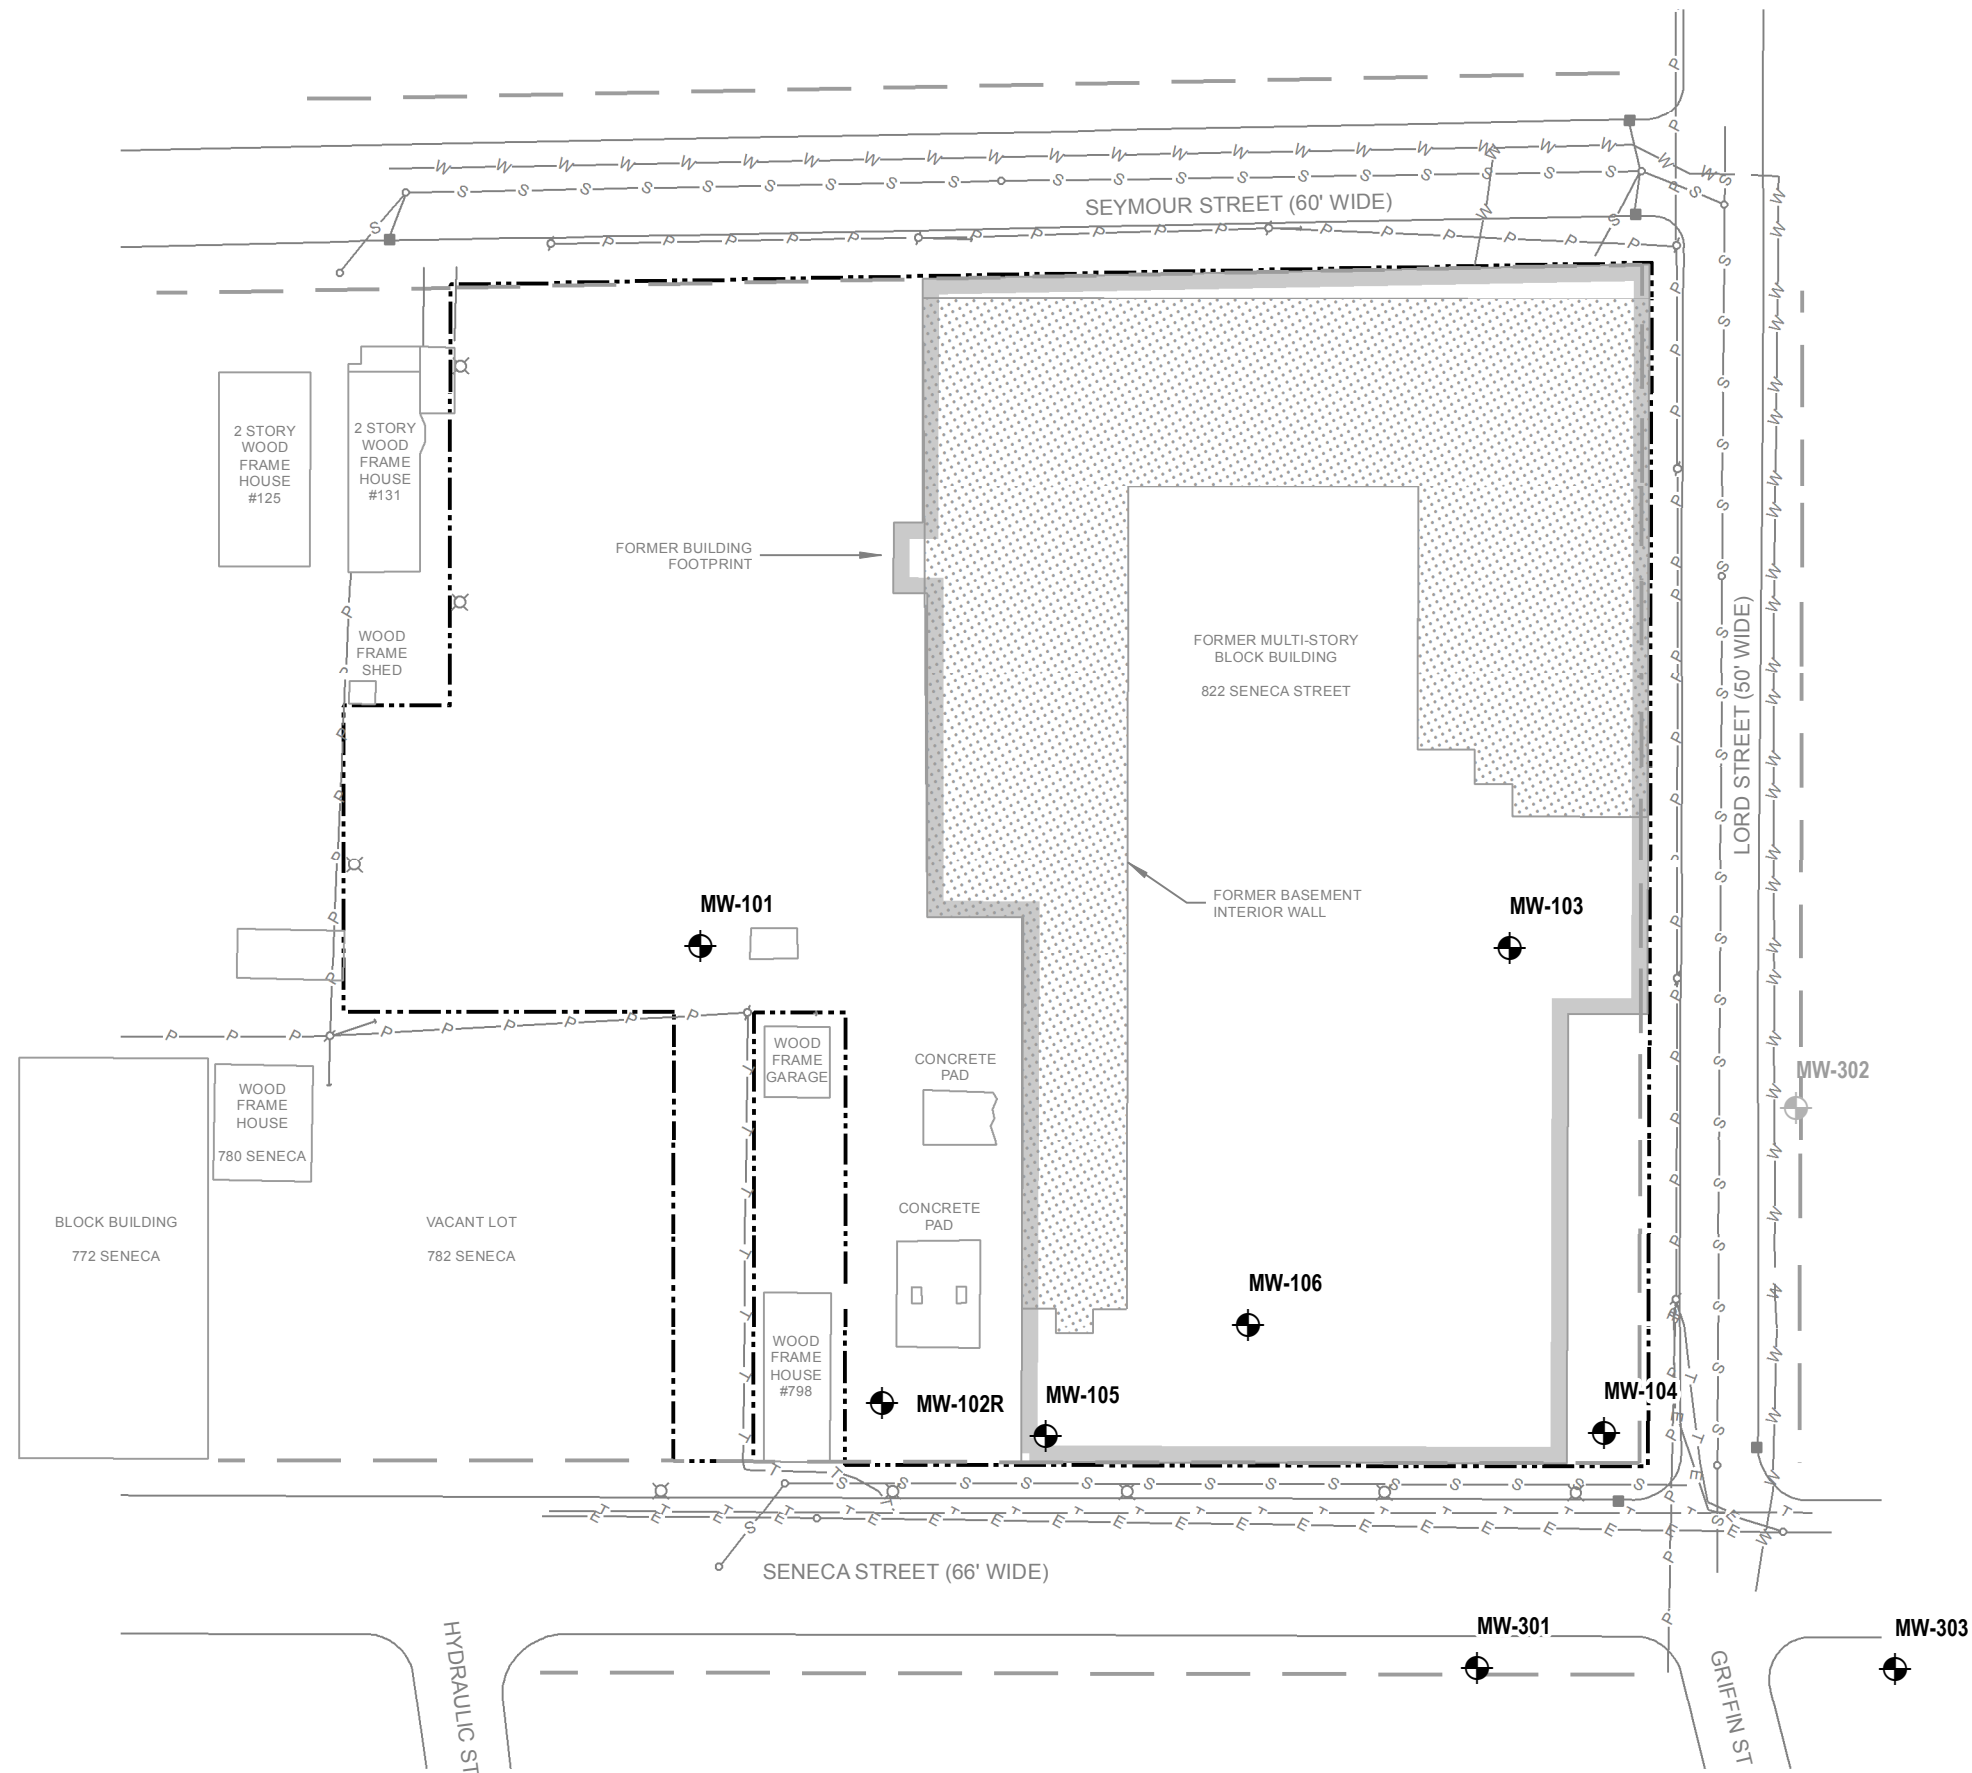 SEYMOUR STREET (60' WIDE)
2 STORY
WOOD
FRAME
HOUSE
#125
2 STORY
WOOD
FRAME
HOUSE
#131
FORMER BUILDING
FOOTPRINT
WOOD
FRAME
SHED
FORMER MULTI-STORY
BLOCK BUILDING
822 SENECA STREET
LORD STREET (50' WIDE)
FORMER BASEMENT
INTERIOR WALL
MW-101
MW-103
WOOD
FRAME
GARAGE
CONCRETE
PAD
MW-302
WOOD
FRAME
HOUSE
780 SENECA
BLOCK BUILDING
772 SENECA
VACANT LOT
782 SENECA
CONCRETE
PAD
MW-106
WOOD
FRAME
HOUSE
#798
MW-102R
MW-105
MW-104
SENECA STREET (66' WIDE)
MW-301
MW-303
HYDRAULIC ST
GRIFFIN ST